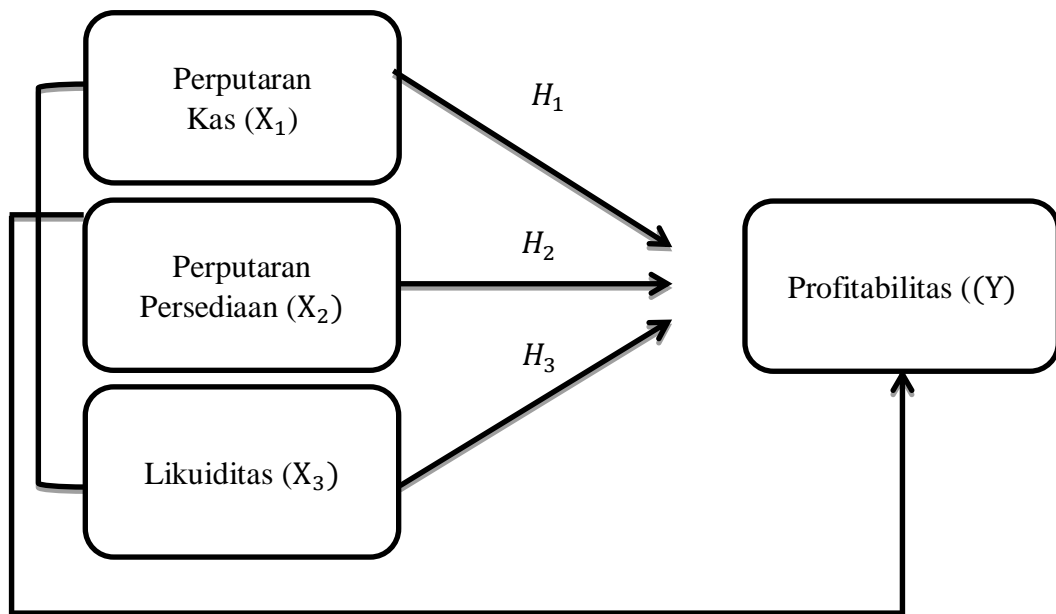 Perputaran
Kas (X₁)
H₁
Perputaran
Persediaan (X₂)
H₂
Profitabilitas ((Y)
H₃
Likuiditas (X₃)